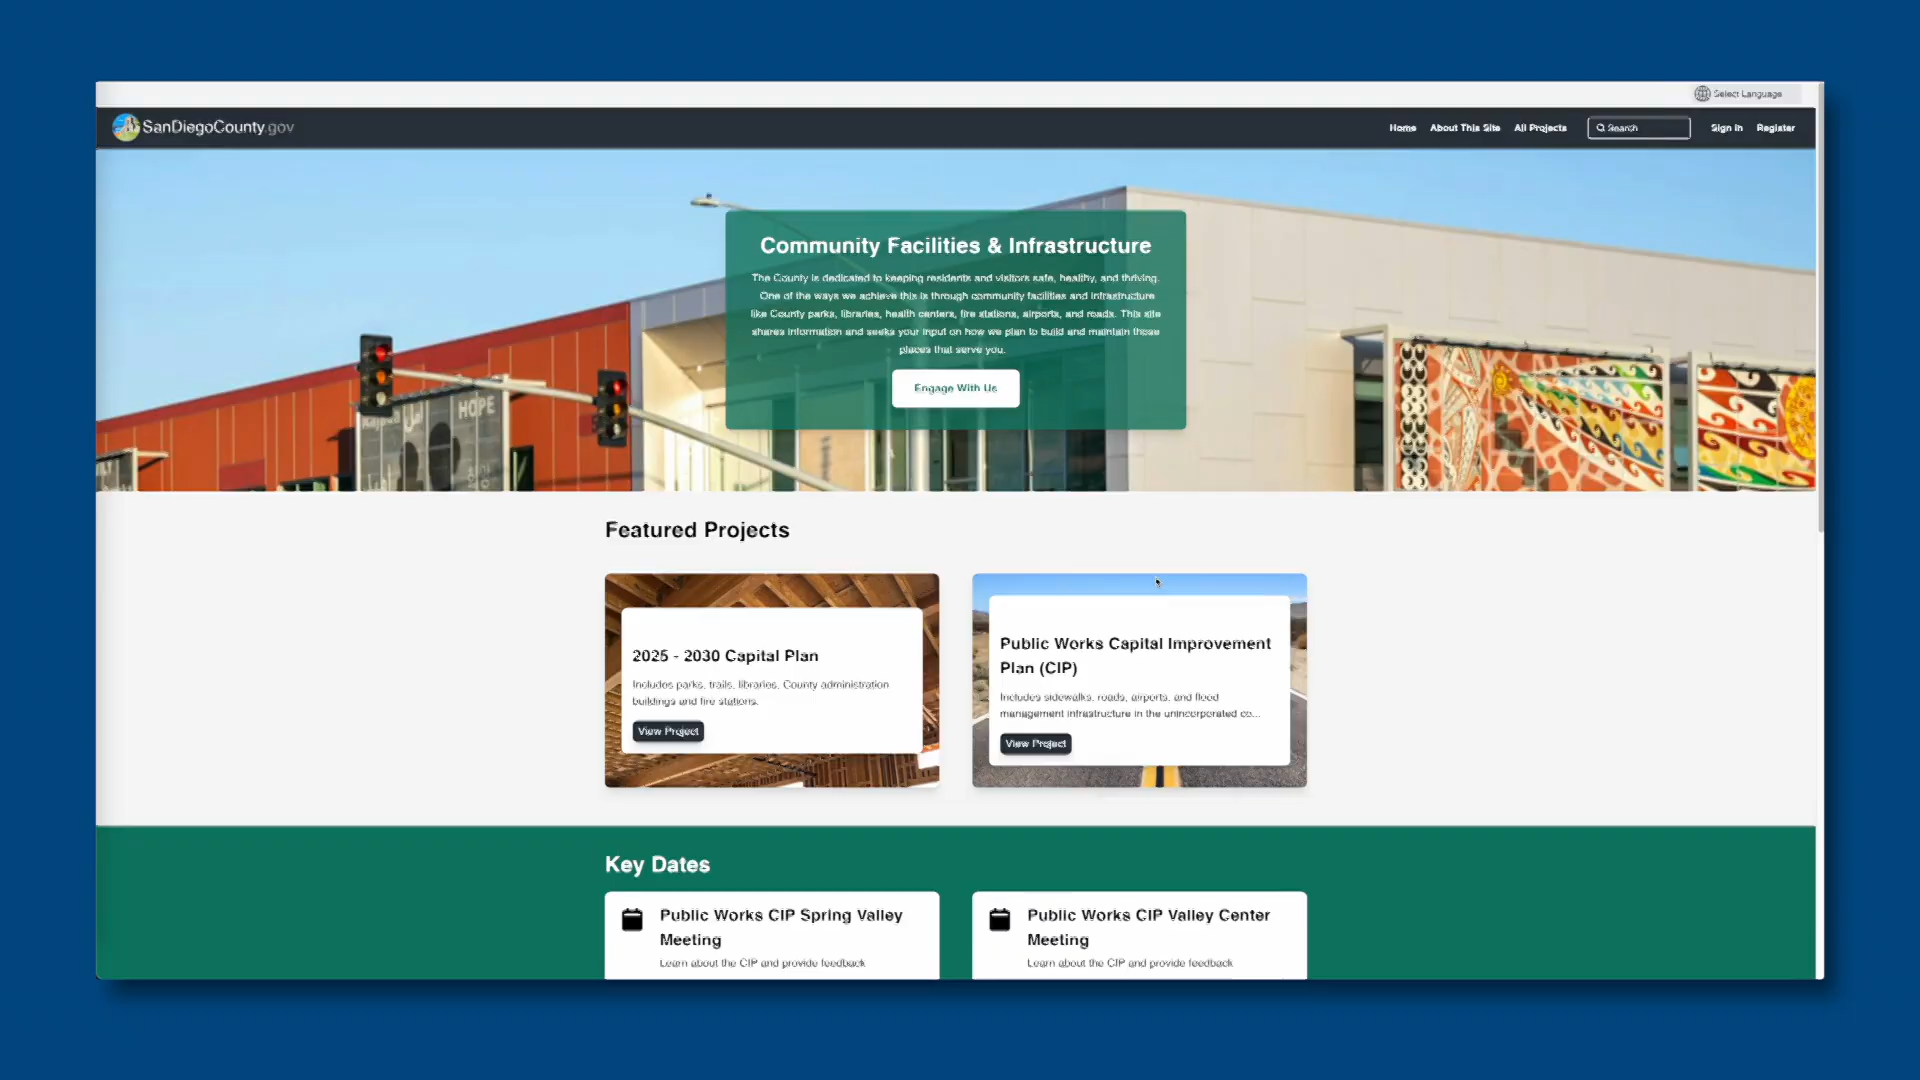 Select Language
SanDiegoCounty.gov
Home About This Site All Projects Search Sign In Register
Community Facilities & Infrastructure
The County is dedicated to keeping residents and visitors safe, healthy, and thriving.
One of the ways we achieve this is through community facilities and infrastructure
like County parks, libraries, health centers, fire stations, airports, and roads. This site
shares information and seeks your input on how we plan to build and maintain these
places that serve you.
Engage With Us
HOPE
Featured Projects
2025 - 2030 Capital Plan
Includes parks, trails, libraries, County administration
buildings and fire stations.
View Project
Public Works Capital Improvement
Plan (CIP)
Includes sidewalks, roads, airports, and flood
management infrastructure in the unincorporated co...
View Project
Key Dates
Public Works CIP Spring Valley
Meeting
Learn about the CIP and provide feedback
Public Works CIP Valley Center
Meeting
Learn about the CIP and provide feedback